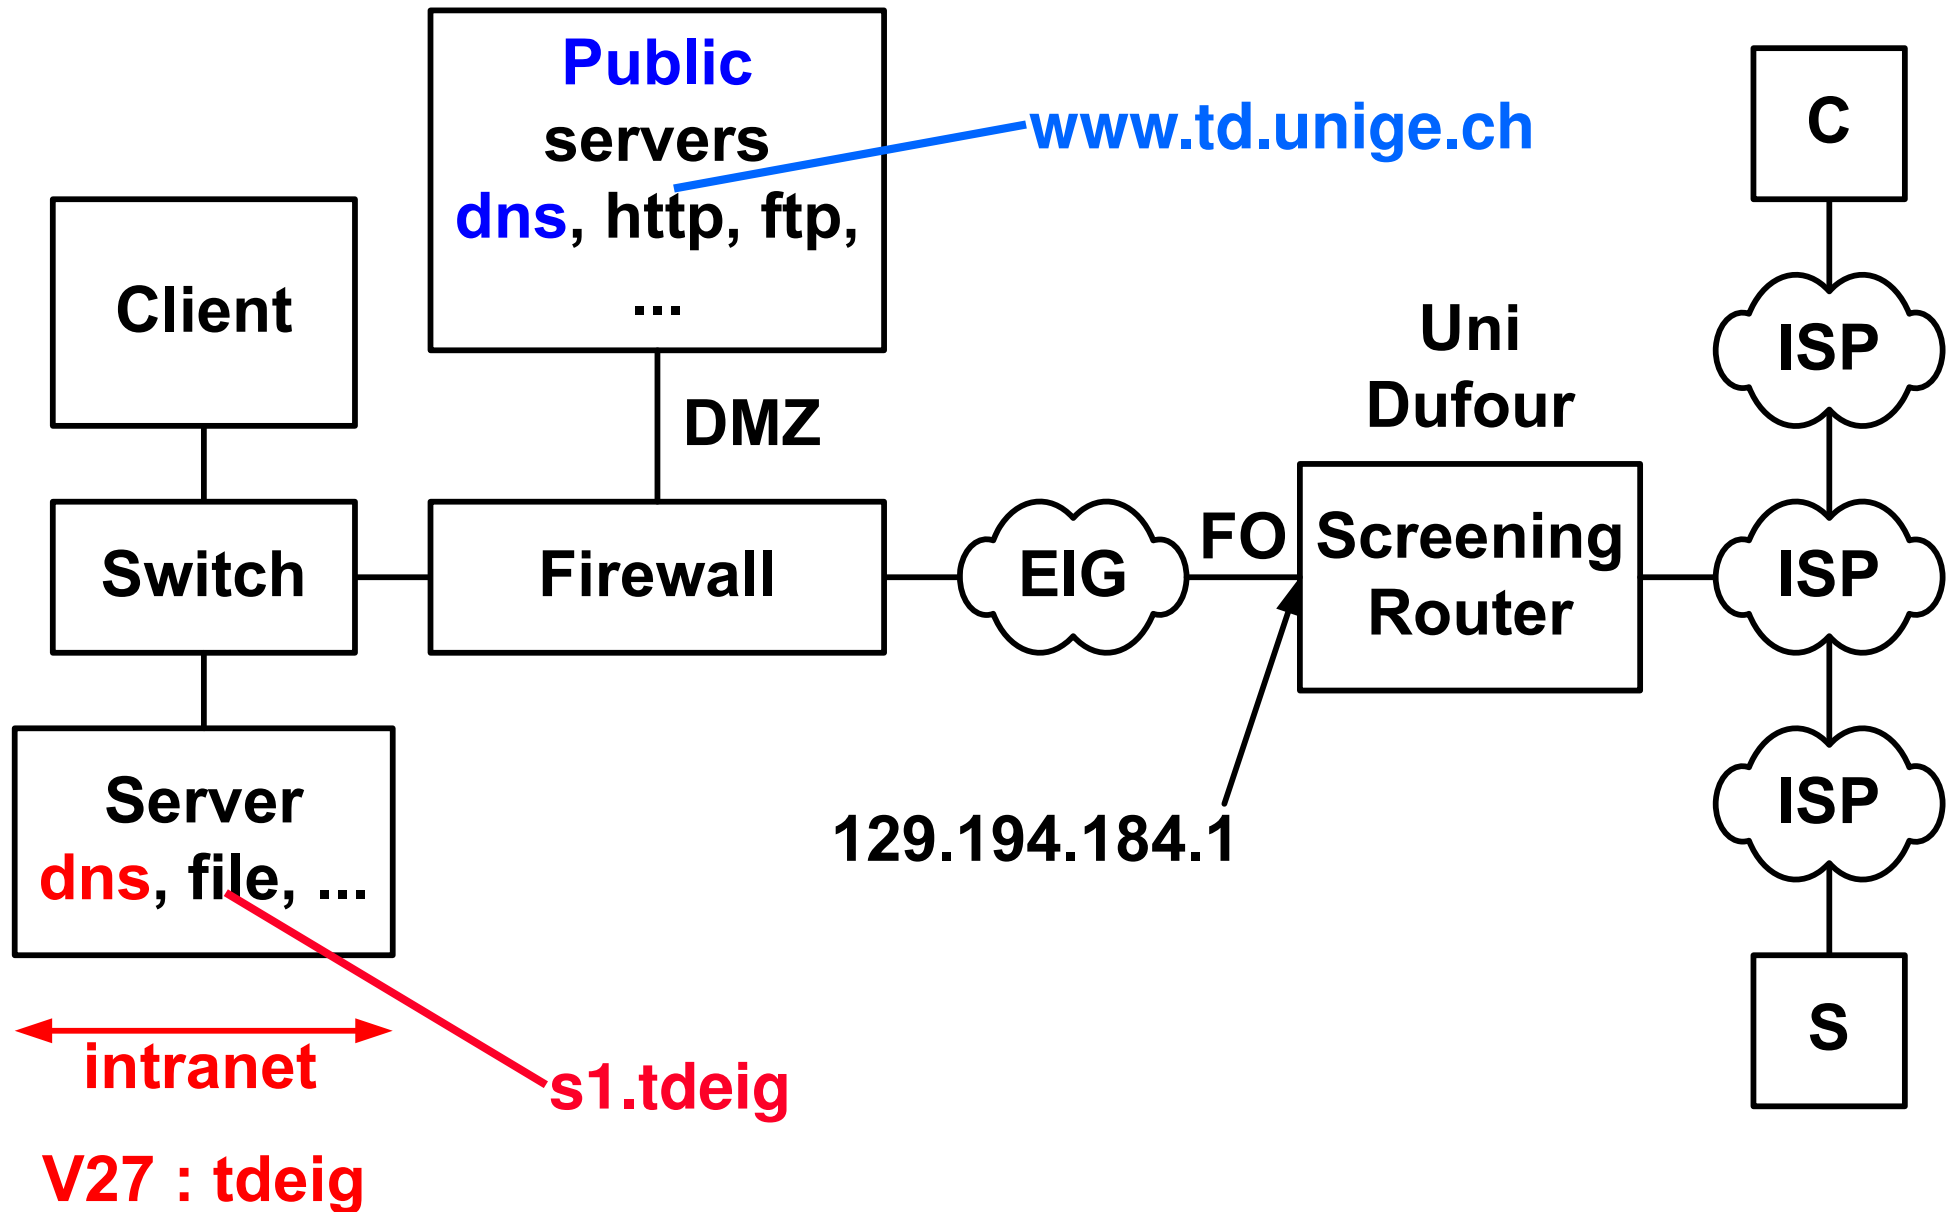 Public
servers
dns, http, ftp,
...
www.td.unige.ch
C
Client
ISP
Uni
Dufour
DMZ
Switch
Firewall
EIG
FO
Screening
Router
ISP
Server
dns, file, ...
129.194.184.1
ISP
S
intranet
s1.tdeig
V27 : tdeig